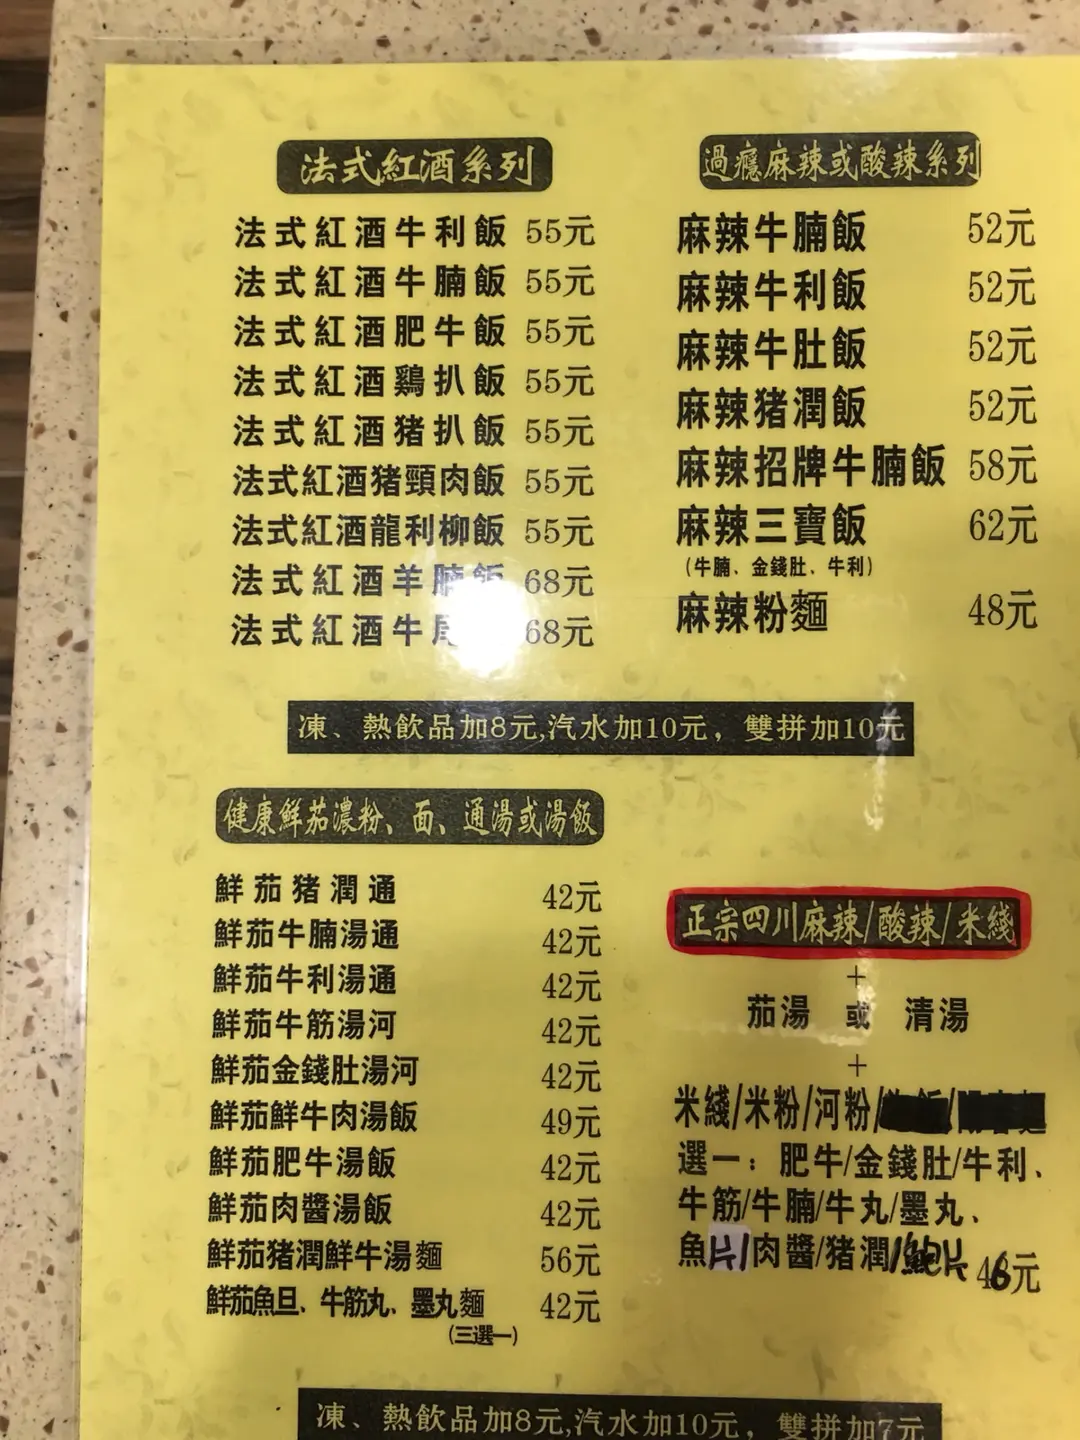 法式紅酒系列
法式紅酒牛利飯 55元
法式紅酒牛腩飯 55元
法式紅酒肥牛飯 55元
法式紅酒鷄扒飯 55元
法式紅酒猪扒飯 55元
法式紅酒猪頸肉飯 55元
法式紅酒龍利柳飯 55元
法式紅酒羊腩飯 68元
法式紅酒牛 68元
過癮麻辣或酸辣系列
麻辣牛腩飯 52元
麻辣牛利飯 52元
麻辣牛肚飯 52元
麻辣猪潤飯 52元
麻辣招牌牛腩飯 58元
麻辣三寶飯 62元
(牛腩、金錢肚、牛利)
麻辣粉麵 48元
凍、熱飲品加8元,汽水加10元，雙拼加10元
健康鮮茄濃粉、面、通湯或湯飯
鮮茄猪潤通 42元
鮮茄牛腩湯通 42元
鮮茄牛利湯通 42元
鮮茄牛筋湯河 42元
鮮茄金錢肚湯河 42元
鮮茄鮮牛肉湯飯 49元
鮮茄肥牛湯飯 42元
鮮茄肉醬湯飯 42元
鮮茄猪潤鮮牛湯麵 56元
鮮茄魚旦、牛筋丸、墨丸麵 42元
(三選一)
正宗四川麻辣/酸辣/米綫
+
茄湯 或 清湯
+
米綫/米粉/河粉/
選一：肥牛/金錢肚/牛利、
牛筋/牛腩/牛丸/墨丸、
魚片/肉醬/猪潤/鮑片 46元
凍、熱飲品加8元,汽水加10元，雙拼加7元